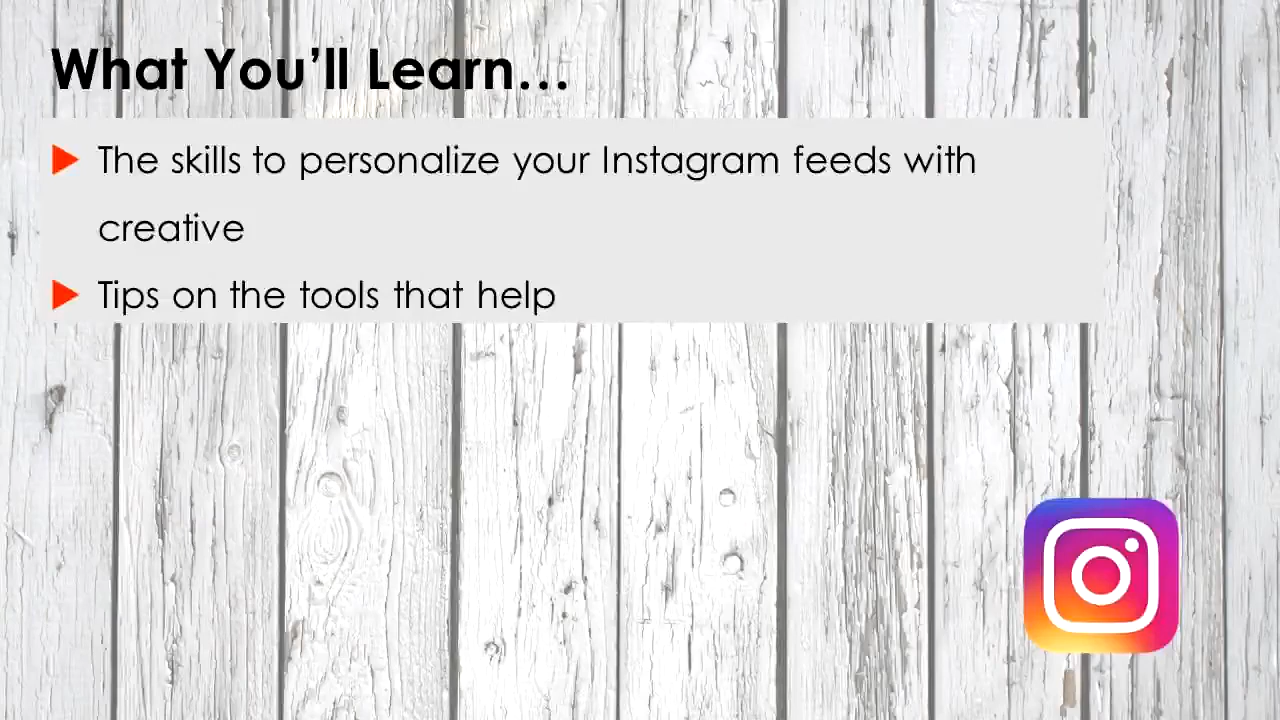 What You’ll Learn…
The skills to personalize your Instagram feeds with
creative
Tips on the tools that help